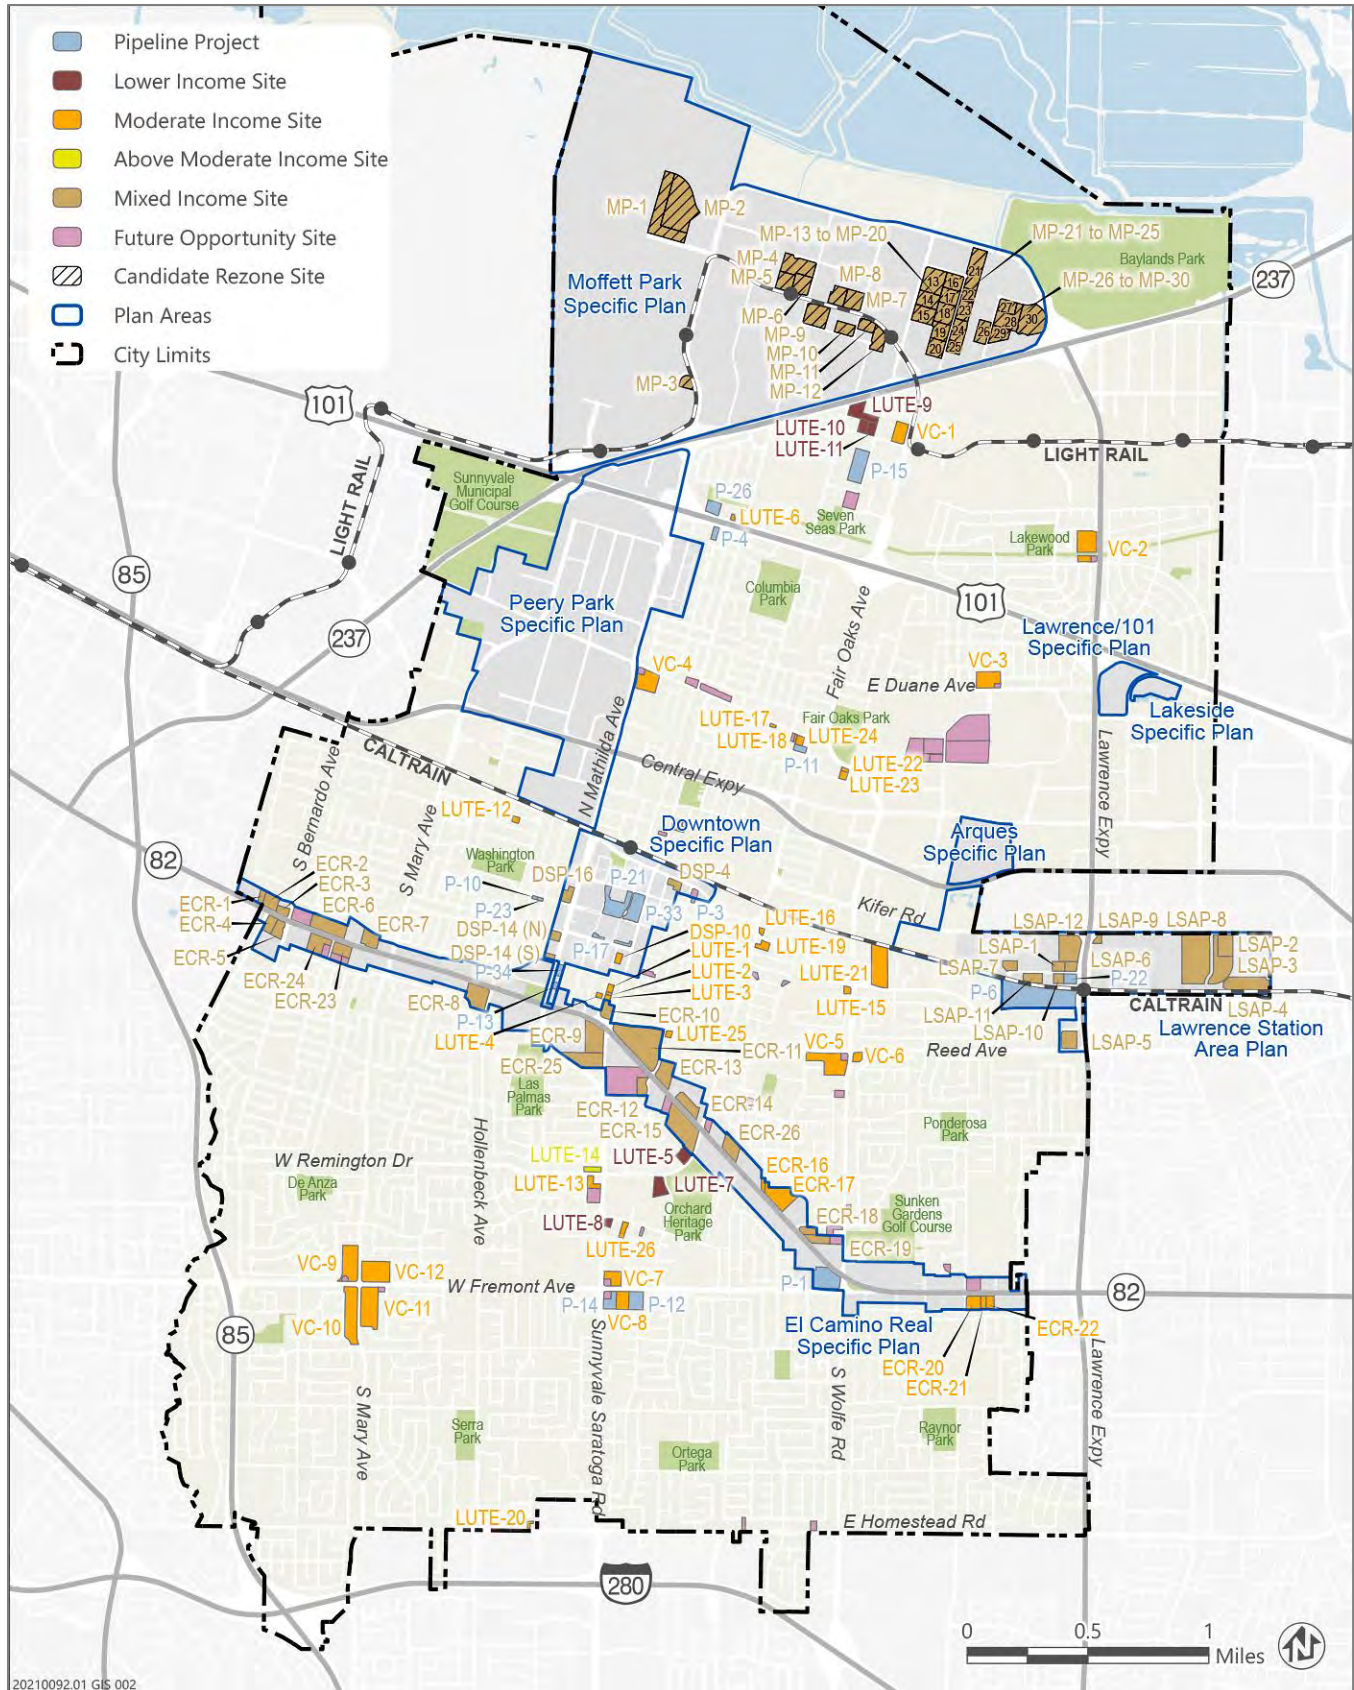 Pipeline Project
Lower Income Site
Moderate Income Site
Above Moderate Income Site
Mixed Income Site
Future Opportunity Site
Candidate Rezone Site
Plan Areas
City Limits
MP-1
MP-2
MP-13 to MP-20
MP-21 to MP-25
Baylands Park
MP-4
MP-5
MP-8
MP-26 to MP-30
237
Moffett Park
Specific Plan
MP-7
MP-6
MP-9
MP-10
MP-11
MP-12
MP-3
13
14
15
16
17
18
19
20
21
22
23
24
25
26
27
28
29
30
101
LUTE-9
LUTE-10
LUTE-11
VC-1
LIGHT RAIL
P-15
Sunnyvale
Municipal
Golf Course
LIGHT RAIL
P-26
LUTE-6
P-4
Seven
Seas Park
Lakewood
Park
VC-2
85
237
Columbia
Park
Fair Oaks Ave
101
Peery Park
Specific Plan
Lawrence/101
Specific Plan
VC-4
VC-3
E Duane Ave
Lakeside
Specific Plan
N Mathilda Ave
LUTE-17
LUTE-18
Fair Oaks Park
LUTE-24
P-11
LUTE-22
LUTE-23
Lawrence Expy
CALTRAIN
Central Expy
S Bernardo Ave
S Mary Ave
LUTE-12
Downtown
Specific Plan
Arques
Specific Plan
82
Washington
Park
DSP-16
P-21
DSP-4
P-10
P-23
P-33
P-3
Kifer Rd
ECR-2
ECR-3
ECR-1
ECR-6
ECR-4
ECR-7
ECR-5
ECR-24
ECR-23
DSP-14 (N)
DSP-14 (S)
P-17
P-34
DSP-10
LUTE-1
LUTE-2
LUTE-3
LUTE-16
LUTE-19
LUTE-21
LUTE-15
LSAP-12
LSAP-9
LSAP-8
LSAP-1
LSAP-6
LSAP-2
LSAP-7
P-22
LSAP-3
P-6
LSAP-11
LSAP-10
CALTRAIN
LSAP-4
LSAP-5
Lawrence Station
Area Plan
ECR-8
P-13
LUTE-4
ECR-9
ECR-10
LUTE-25
ECR-11
ECR-25
ECR-13
VC-5
VC-6
Reed Ave
Las
Palmas
Park
ECR-12
ECR-14
ECR-15
ECR-26
Ponderosa
Park
Hollenbeck Ave
W Remington Dr
De Anza
Park
LUTE-14
LUTE-5
LUTE-13
LUTE-7
ECR-16
ECR-17
LUTE-8
LUTE-26
Orchard
Heritage
Park
Sunken
Gardens
Golf Course
ECR-18
ECR-19
VC-9
VC-12
W Fremont Ave
VC-7
P-1
82
VC-11
VC-10
P-14
P-12
VC-8
85
El Camino Real
Specific Plan
ECR-22
ECR-20
ECR-21
S Mary Ave
Sunnyvale Saratoga Rd
S Wolfe Rd
Lawrence Expy
Serra
Park
Ortega
Park
Raynor
Park
LUTE-20
E Homestead Rd
280
0 0.5 1
Miles
N
20210092.01 GIS 002